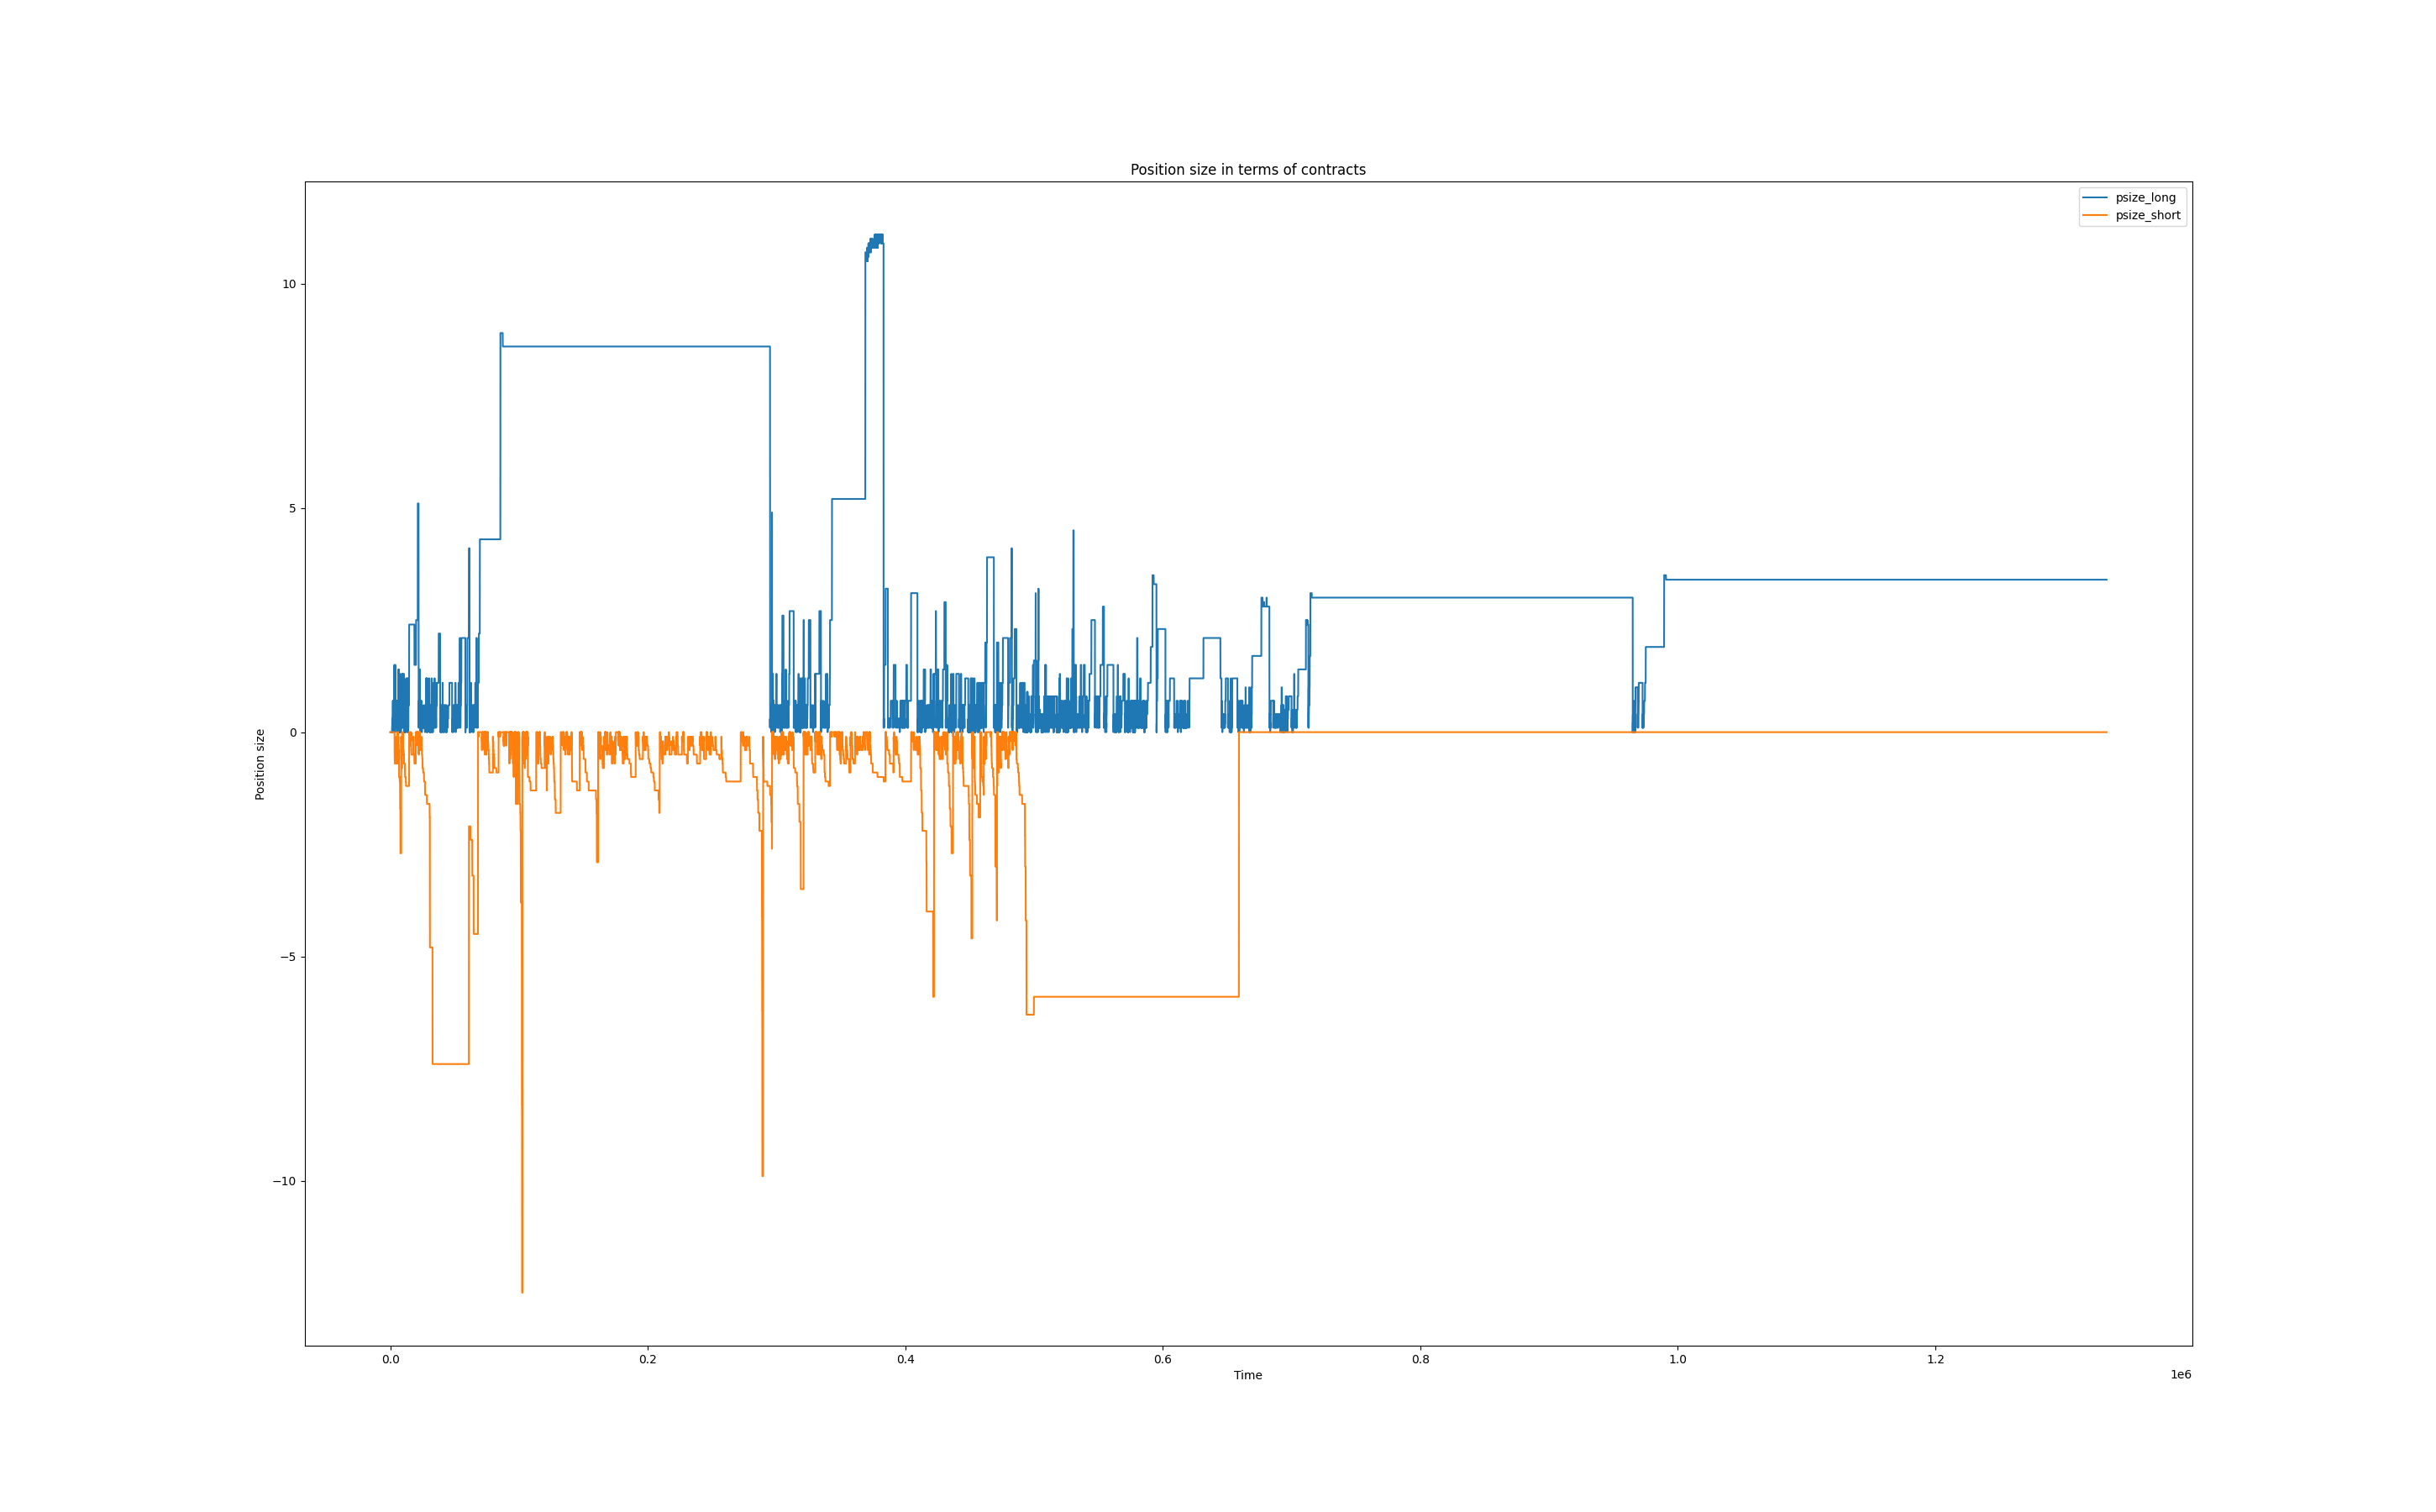 Position size in terms of contracts
psize_long
psize_short
10
5
0
−5
−10
Position size
0.0
0.2
0.4
0.6
0.8
1.0
1.2
1e6
Time